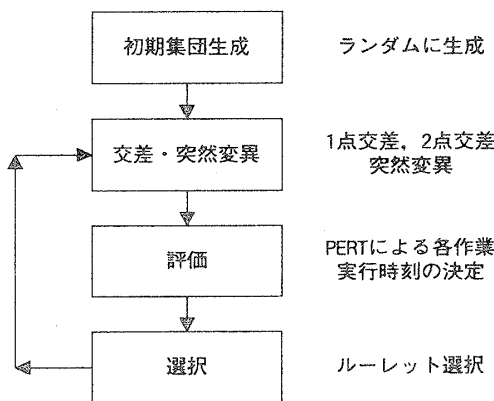 初期集団生成
ランダムに生成
交差・突然変異
1点交差，2点交差
突然変異
評価
PERTによる各作業
実行時刻の決定
選択
ルーレット選択